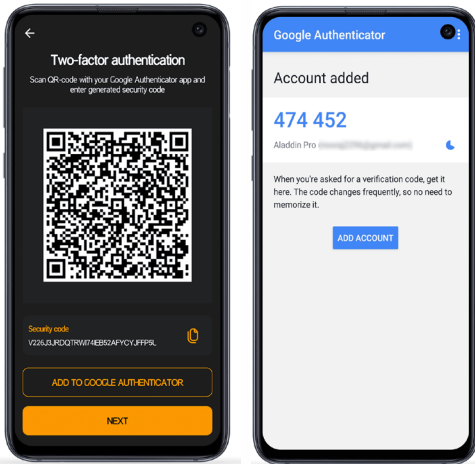 Two-factor authentication
Scan QR-code with your Google Authenticator app and
enter generated security code
Security code
V226J3JRDQTRWI74IEB52AFYCYJFFP5L
ADD TO GOOGLE AUTHENTICATOR
NEXT
Google Authenticator
Account added
474 452
Aladdin Pro
When you're asked for a verification code, get it
here. The code changes frequently, so no need to
memorize it.
ADD ACCOUNT